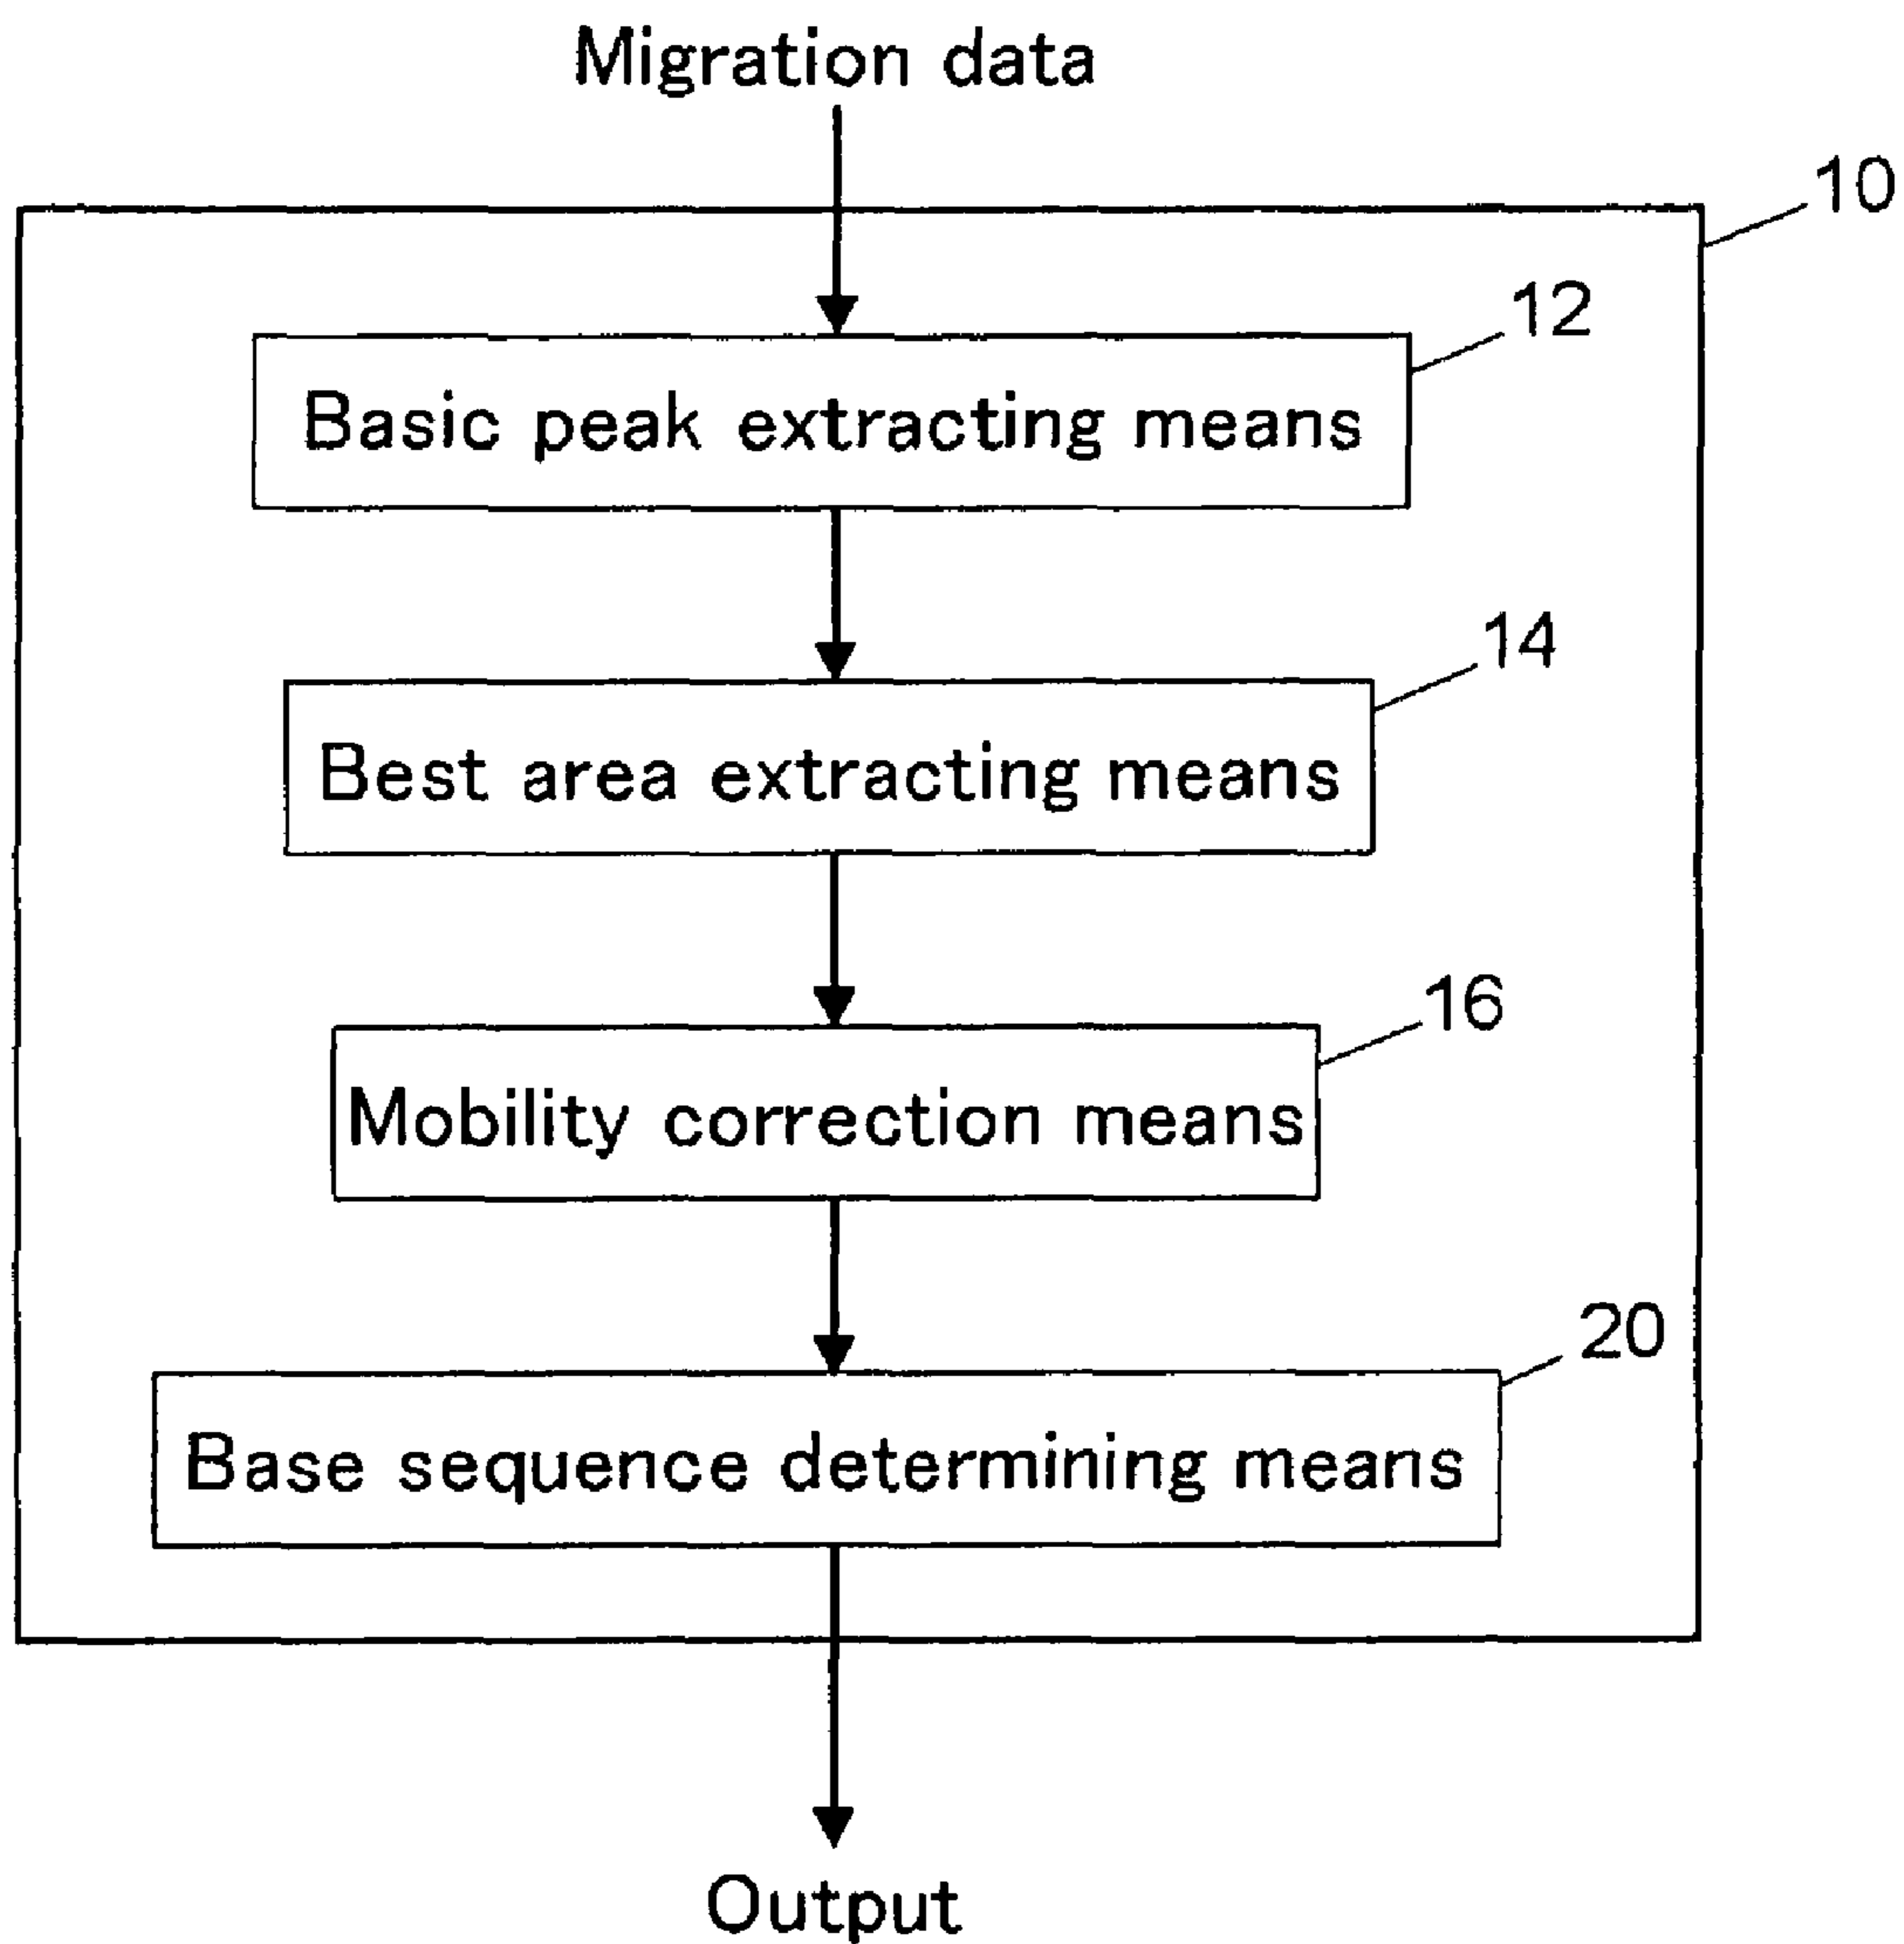 Migration data
10
12
Basic peak extracting means
14
Best area extracting means
16
Mobility correction means
20
Base sequence determining means
Output